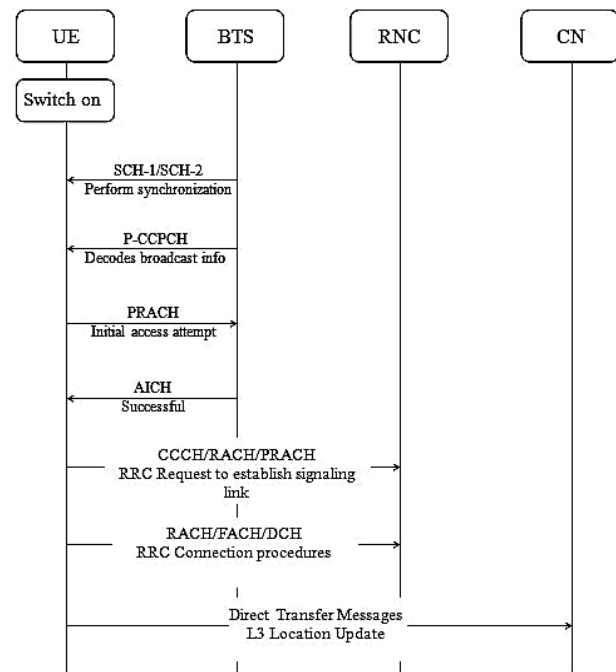 UE BTS RNC CN
Switch on
SCH-1/SCH-2
Perform synchronization
P-CCPCH
Decodes broadcast info
PRACH
Initial access attempt
AICH
Successful
CCCH/RACH/PRACH
RRC Request to establish signaling
link
RACH/FACH/DCH
RRC Connection procedures
Direct Transfer Messages
L3 Location Update